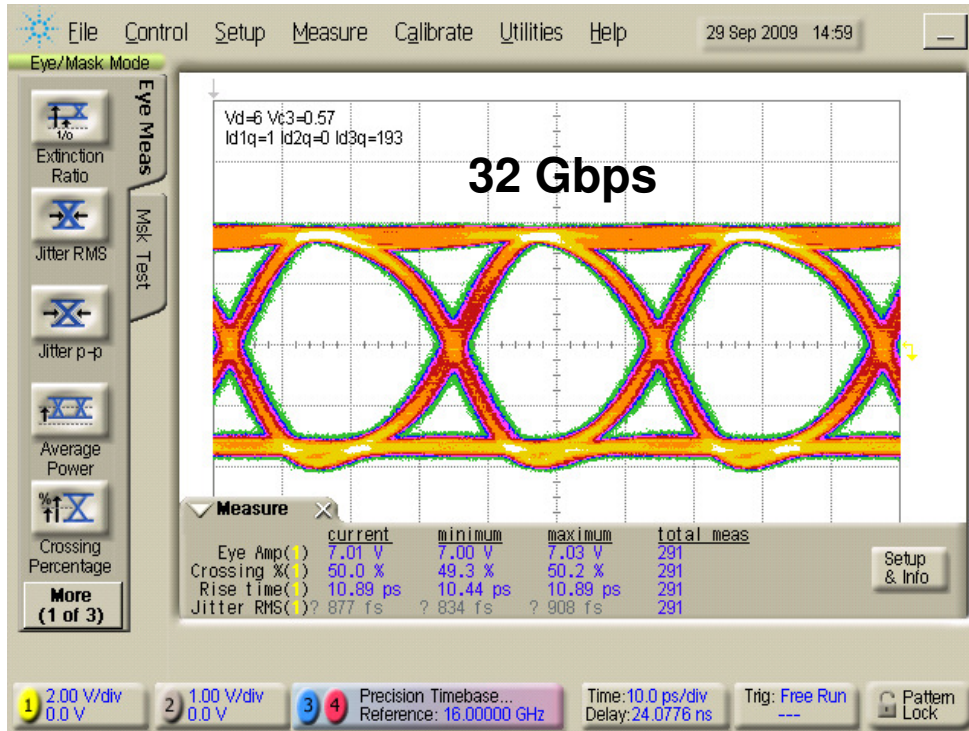 File Control Setup Measure Calibrate Utilities Help 29 Sep 2009 14:59
Eye/Mask Mode
Eye Meas
Msk Test
1/0
Extinction
Ratio
Jitter RMS
Jitter p-p
Average
Power
%
Crossing
Percentage
More
(1 of 3)
Vd=6 Vc3=0.57
Id1q=1 Id2q=0 Id3q=193
32 Gbps
Measure
current minimum maximum total meas
Eye Amp(1) 7.01 V 7.00 V 7.03 V 291
Crossing %(1) 50.0 % 49.3 % 50.2 % 291
Rise time(1) 10.89 ps 10.44 ps 10.89 ps 291
Jitter RMS(1)? 877 fs ? 834 fs ? 908 fs 291
Setup
& Info
1 2.00 V/div
0.0 V
2 1.00 V/div
0.0 V
3 4 Precision Timebase...
Reference: 16.00000 GHz
Time:10.0 ps/div
Delay:24.0776 ns
Trig: Free Run
---
Pattern
Lock